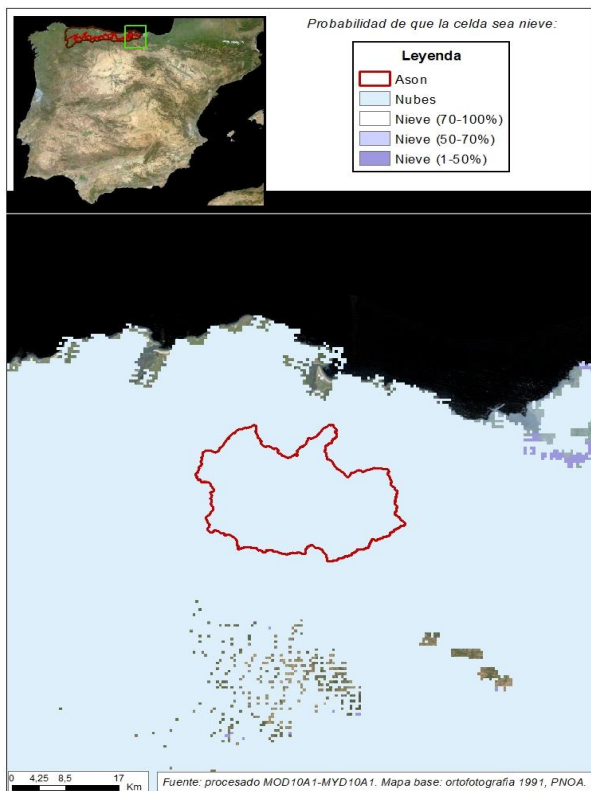 Probabilidad de que la celda sea nieve:
Leyenda
Ason
Nubes
Nieve (70-100%)
Nieve (50-70%)
Nieve (1-50%)
0 4,25 8,5 17
Km
Fuente: procesado MOD10A1-MYD10A1. Mapa base: ortofotografía 1991, PNOA.